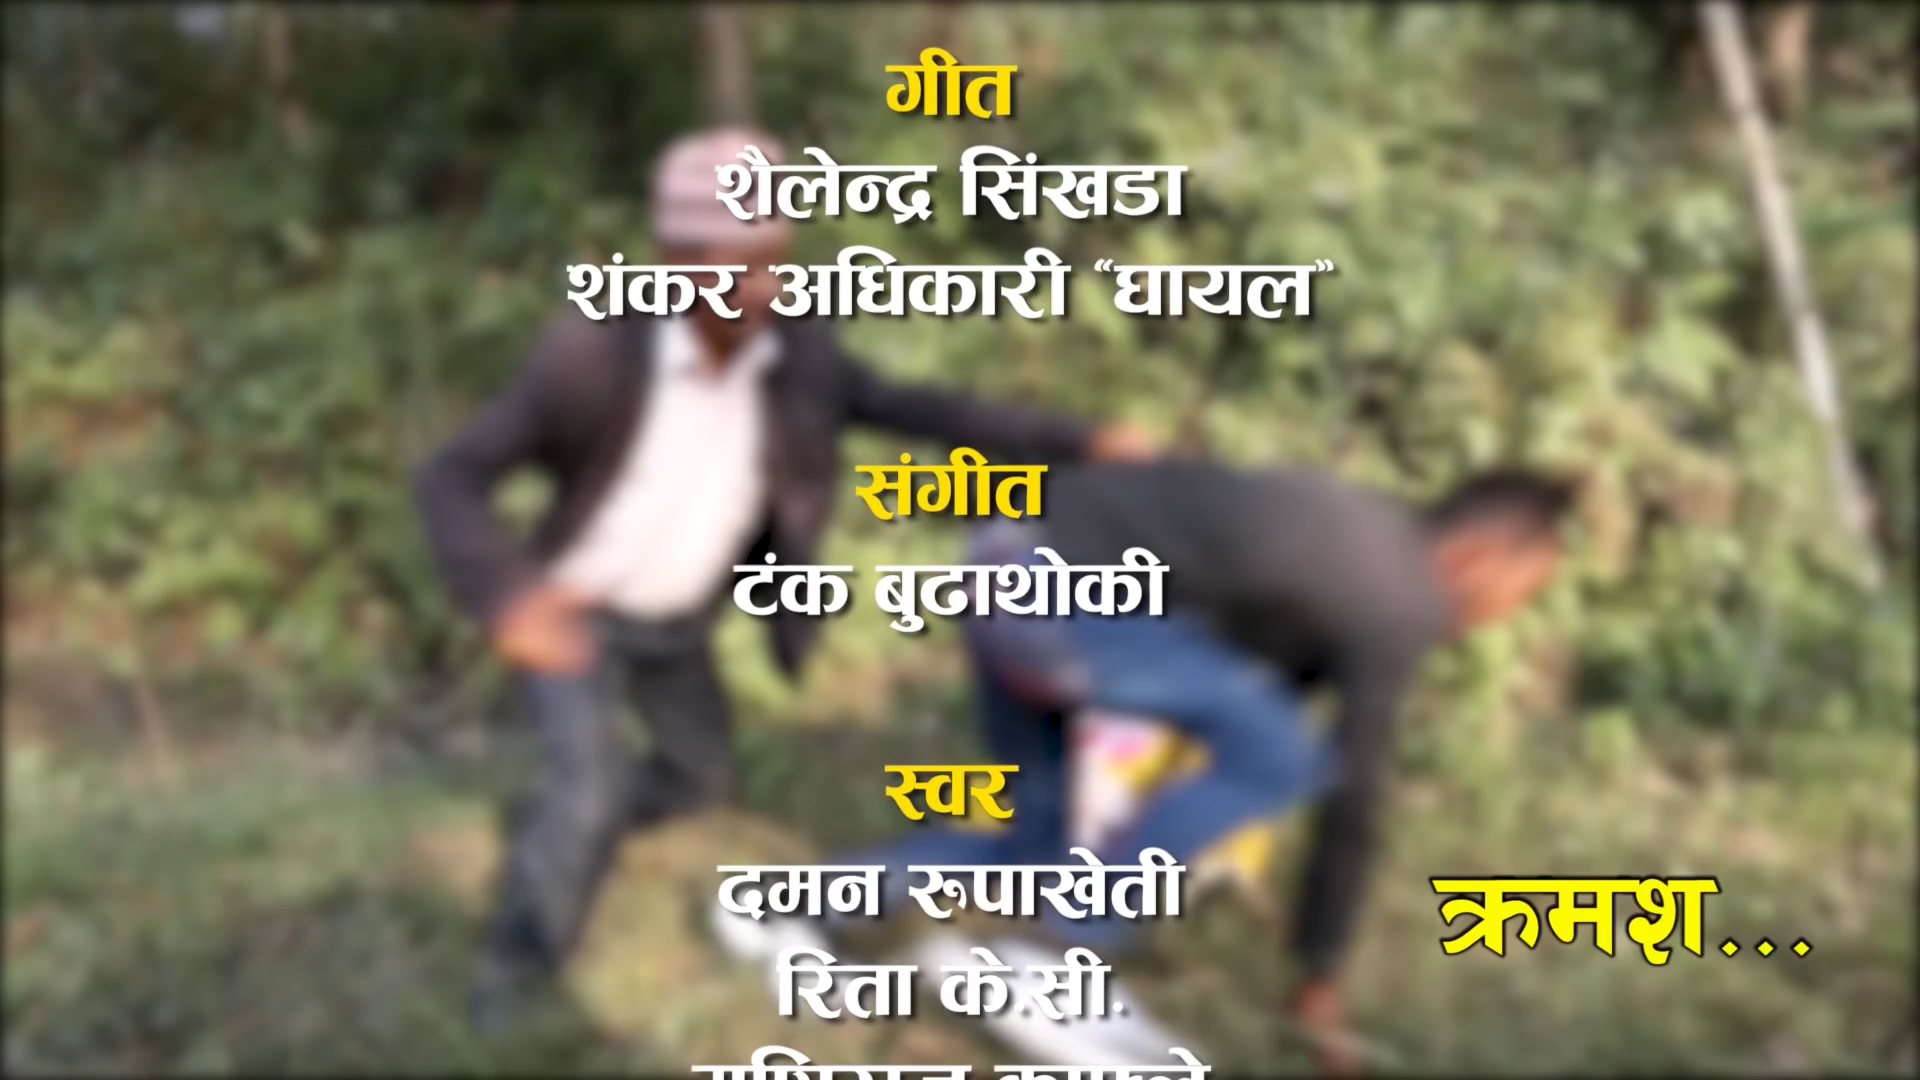 गीत
शैलेन्द्र सिंखडा
शंकर अधिकारी “घायल”
संगीत
टंक बुढाथोकी
स्वर
दमन रुपाखेती
रिता के.सी.
क्रमश...